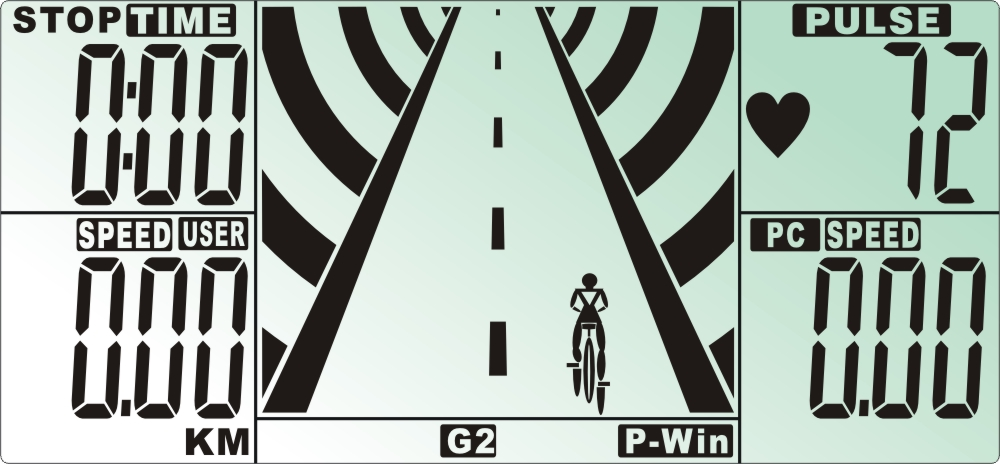 STOP TIME
0:00
SPEED USER
0.00
KM
G2 P-Win
PULSE
72
PC SPEED
0.00